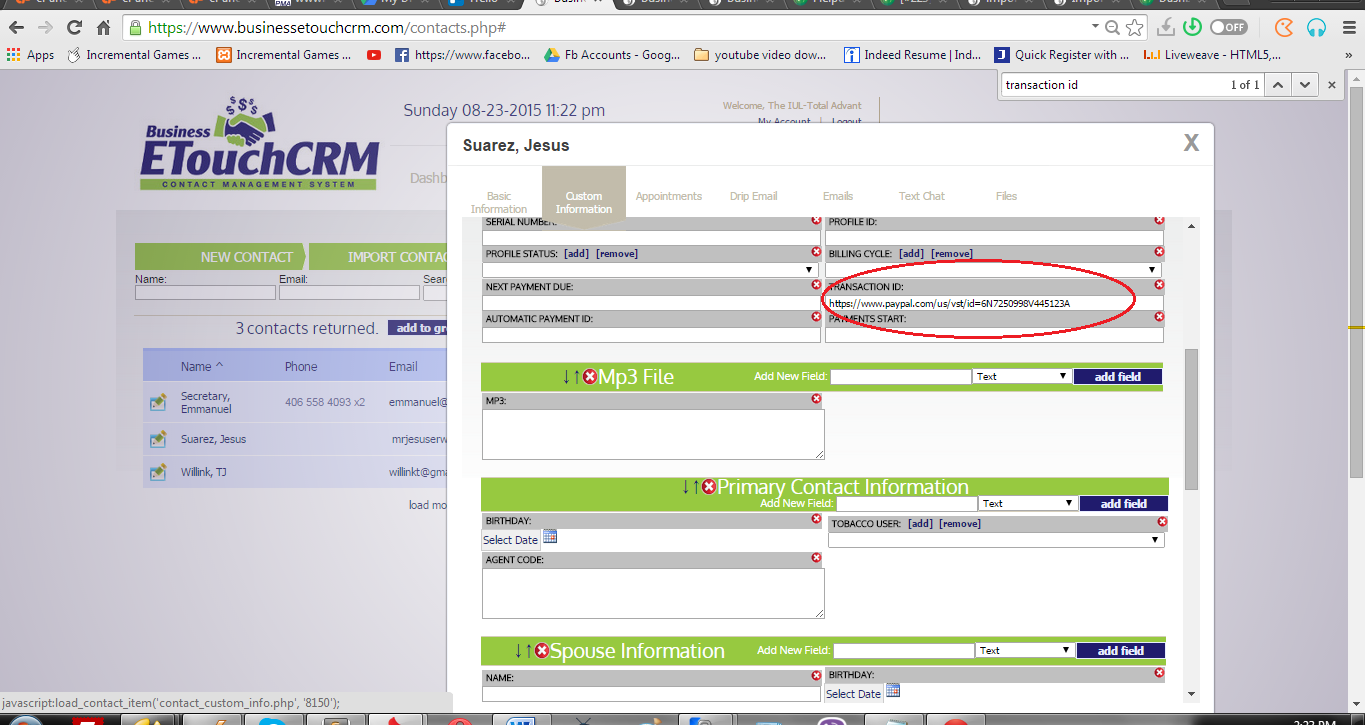 https://www.businessetouchcrm.com/contacts.php#
OFF
Apps
Incremental Games ...
Incremental Games ...
https://www.facebo...
Fb Accounts - Goog...
youtube video dow...
Indeed Resume | Ind...
Quick Register with ...
Liveweave - HTML5,...
»
transaction id
1 of 1
Sunday 08-23-2015 11:22 pm
Welcome, The IUL-Total Advant
My Account | Logout
Business
ETouchCRM
CONTACT MANAGEMENT SYSTEM
Dashb
NEW CONTACT
IMPORT CONTAC
Name:
Email:
Sear
3 contacts returned.
add to gr
Name ^
Phone
Email
Secretary,
Emmanuel
406 558 4093 x2
emmanuel@
Suarez, Jesus
mrjesuserw
Willink, TJ
willinkt@gma
load mo
Suarez, Jesus
X
Basic
Information
Custom
Information
Appointments
Drip Email
Emails
Text Chat
Files
SERIAL NUMBER:
PROFILE ID:
PROFILE STATUS: [add] [remove]
BILLING CYCLE: [add] [remove]
NEXT PAYMENT DUE:
TRANSACTION ID:
https://www.paypal.com/us/vst/id=6N7250998V445123A
AUTOMATIC PAYMENT ID:
PAYMENTS START:
↓↑ Mp3 File
Add New Field:
Text
add field
MP3:
↓↑ Primary Contact Information
Add New Field:
Text
add field
BIRTHDAY:
Select Date
TOBACCO USER: [add] [remove]
AGENT CODE:
↓↑ Spouse Information
Add New Field:
Text
add field
NAME:
BIRTHDAY:
Select Date
javascript:load_contact_item('contact_custom_info.php', '8150');